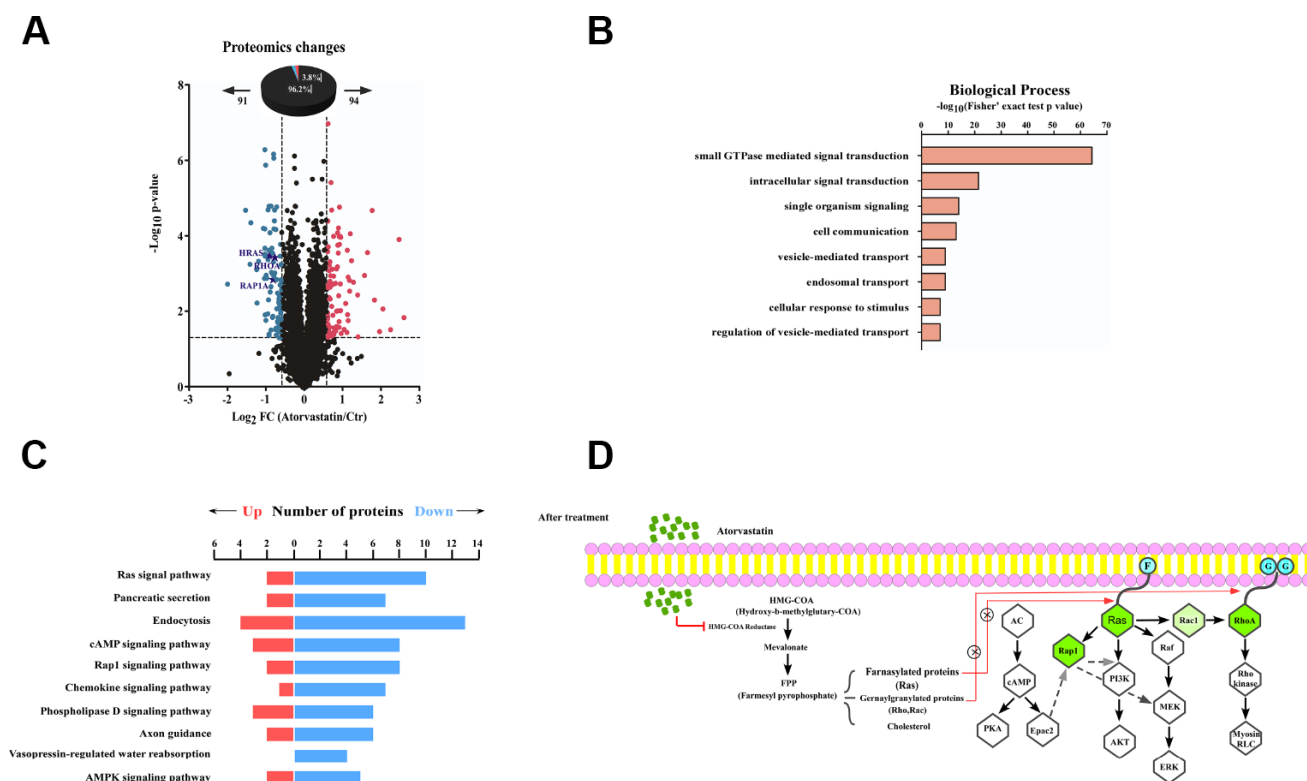 A
Proteomics changes
3.8%
96.2%
91
94
8
6
4
2
0
-Log10 p-value
HRAS
RHOA
RAP1A
-3
-2
-1
0
1
2
3
Log2 FC (Atorvastatin/Ctr)
B
Biological Process
-log10(Fisher' exact test p value)
0 10 20 30 40 50 60 70
small GTPase mediated signal transduction
intracellular signal transduction
single organism signaling
cell communication
vesicle-mediated transport
endosomal transport
cellular response to stimulus
regulation of vesicle-mediated transport
C
Up Number of proteins Down
6 4 2 0 2 4 6 8 10 12 14
Ras signal pathway
Pancreatic secretion
Endocytosis
cAMP signaling pathway
Rap1 signaling pathway
Chemokine signaling pathway
Phospholipase D signaling pathway
Axon guidance
Vasopressin-regulated water reabsorption
AMPK signaling pathway
D
After treatment
Atorvastatin
HMG-COA
(Hydroxy-b-methylglutary-COA)
HMG-COA Reductase
Mevalonate
FPP
(Farmesyl pyrophosphate)
Farnasylated proteins
(Ras)
Gernaylgranylated proteins
(Rho,Rac)
Cholesterol
AC
cAMP
PKA
Epac2
F
G
G
Ras
Rac1
RhoA
Rap1
Raf
PI3K
MEK
AKT
ERK
Rho
kinase
Myosin
RLC